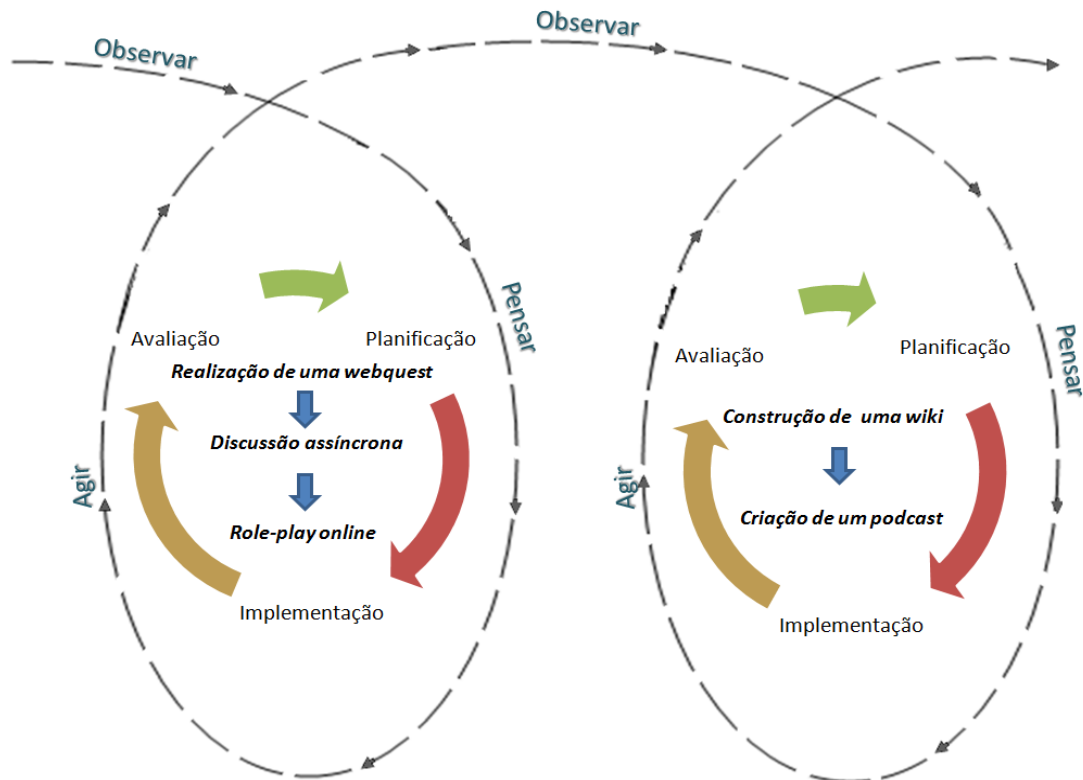 Observar
Pensar
Agir
Avaliação
Planificação
Realização de uma webquest
Discussão assíncrona
Role-play online
Implementação
Observar
Pensar
Agir
Avaliação
Planificação
Construção de uma wiki
Criação de um podcast
Implementação